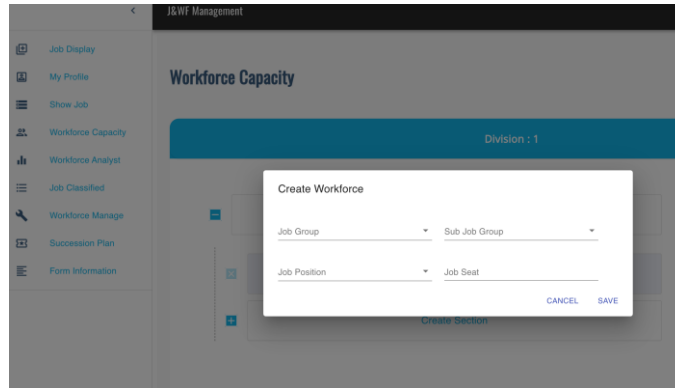 J&WF Management
Job Display
My Profile
Show Job
Workforce Capacity
Workforce Analyst
Job Classified
Workforce Manage
Succession Plan
Form Information
Workforce Capacity
Division : 1
Create Workforce
Job Group
Sub Job Group
Job Position
Job Seat
CANCEL SAVE
Create Section